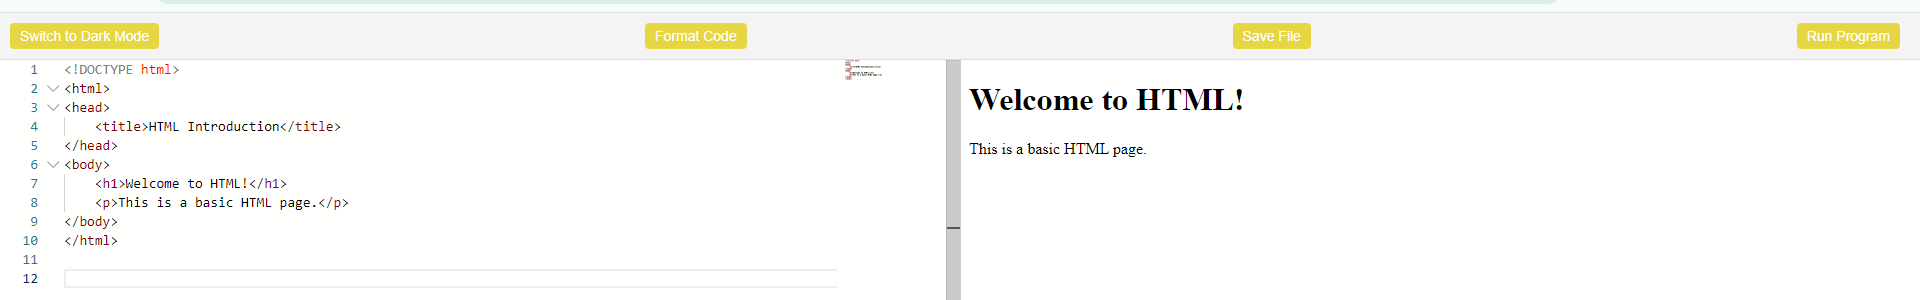 Switch to Dark Mode Format Code Save File Run Program
1 <!DOCTYPE html>
2 <html>
3 <head>
4     <title>HTML Introduction</title>
5 </head>
6 <body>
7     <h1>Welcome to HTML!</h1>
8     <p>This is a basic HTML page.</p>
9 </body>
10 </html>
11
12
Welcome to HTML!
This is a basic HTML page.